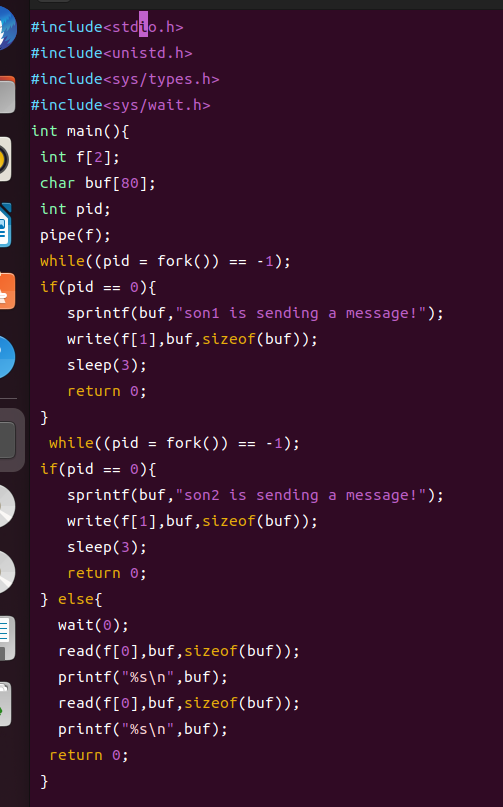 #include<stdio.h>
#include<unistd.h>
#include<sys/types.h>
#include<sys/wait.h>
int main(){
 int f[2];
 char buf[80];
 int pid;
 pipe(f);
 while((pid = fork()) == -1);
 if(pid == 0){
    sprintf(buf,"son1 is sending a message!");
    write(f[1],buf,sizeof(buf));
    sleep(3);
    return 0;
 }
  while((pid = fork()) == -1);
 if(pid == 0){
    sprintf(buf,"son2 is sending a message!");
    write(f[1],buf,sizeof(buf));
    sleep(3);
    return 0;
 } else{
   wait(0);
   read(f[0],buf,sizeof(buf));
   printf("%s\n",buf);
   read(f[0],buf,sizeof(buf));
   printf("%s\n",buf);
  return 0;
 }